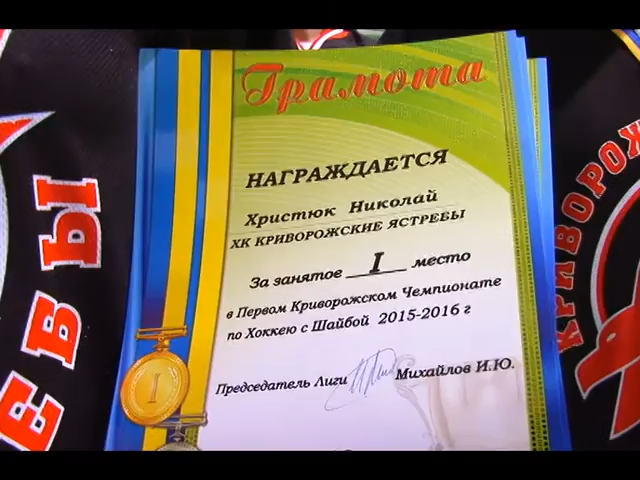 Грамота
НАГРАЖДАЕТСЯ
Христюк Николай
ХК КРИВОРОЖСКИЕ ЯСТРЕБЫ
За занятое I место
в Первом Криворожском Чемпионате
по Хоккею с Шайбой 2015-2016 г
Председатель Лиги Михайлов И.Ю.
I
ЕВЫ
КРИВОРОЖ